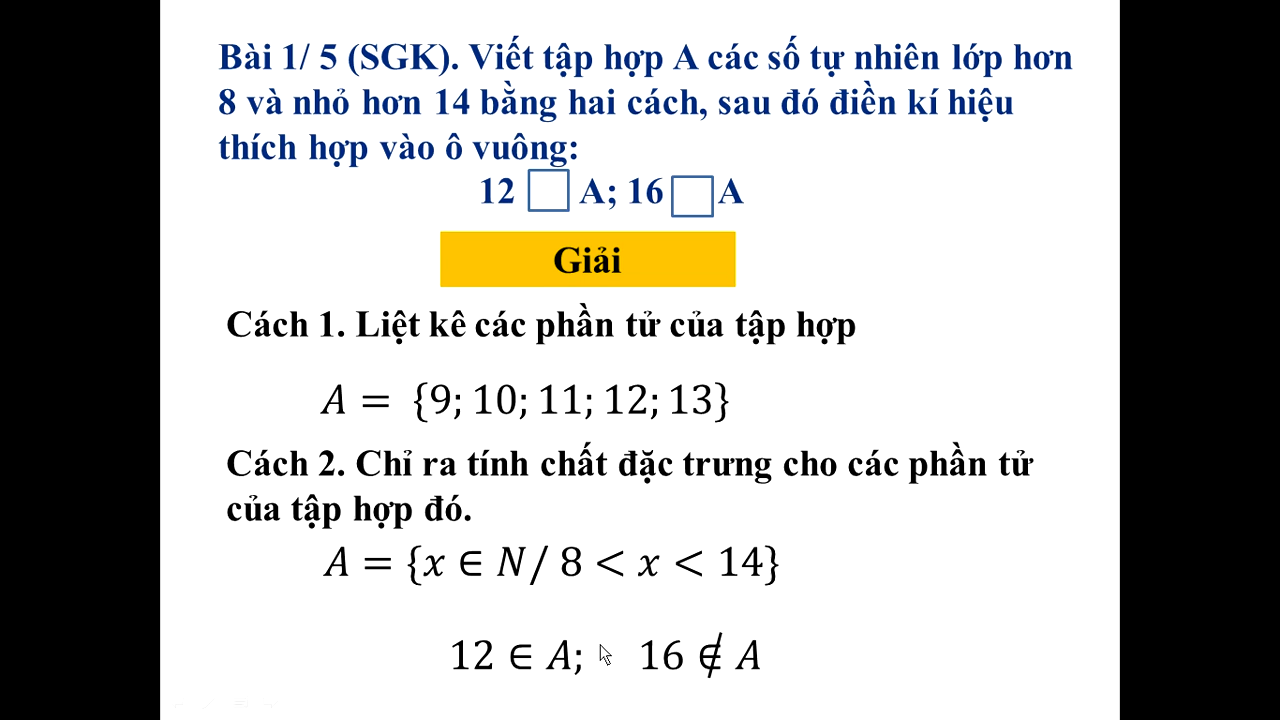 Bài 1/ 5 (SGK). Viết tập hợp A các số tự nhiên lớp hơn
8 và nhỏ hơn 14 bằng hai cách, sau đó điền kí hiệu
thích hợp vào ô vuông:
12 □ A; 16 □ A
Giải
Cách 1. Liệt kê các phần tử của tập hợp
A = {9; 10; 11; 12; 13}
Cách 2. Chỉ ra tính chất đặc trưng cho các phần tử
của tập hợp đó.
A = {x ∈ N/ 8 < x < 14}
12 ∈ A; 16 ∉ A